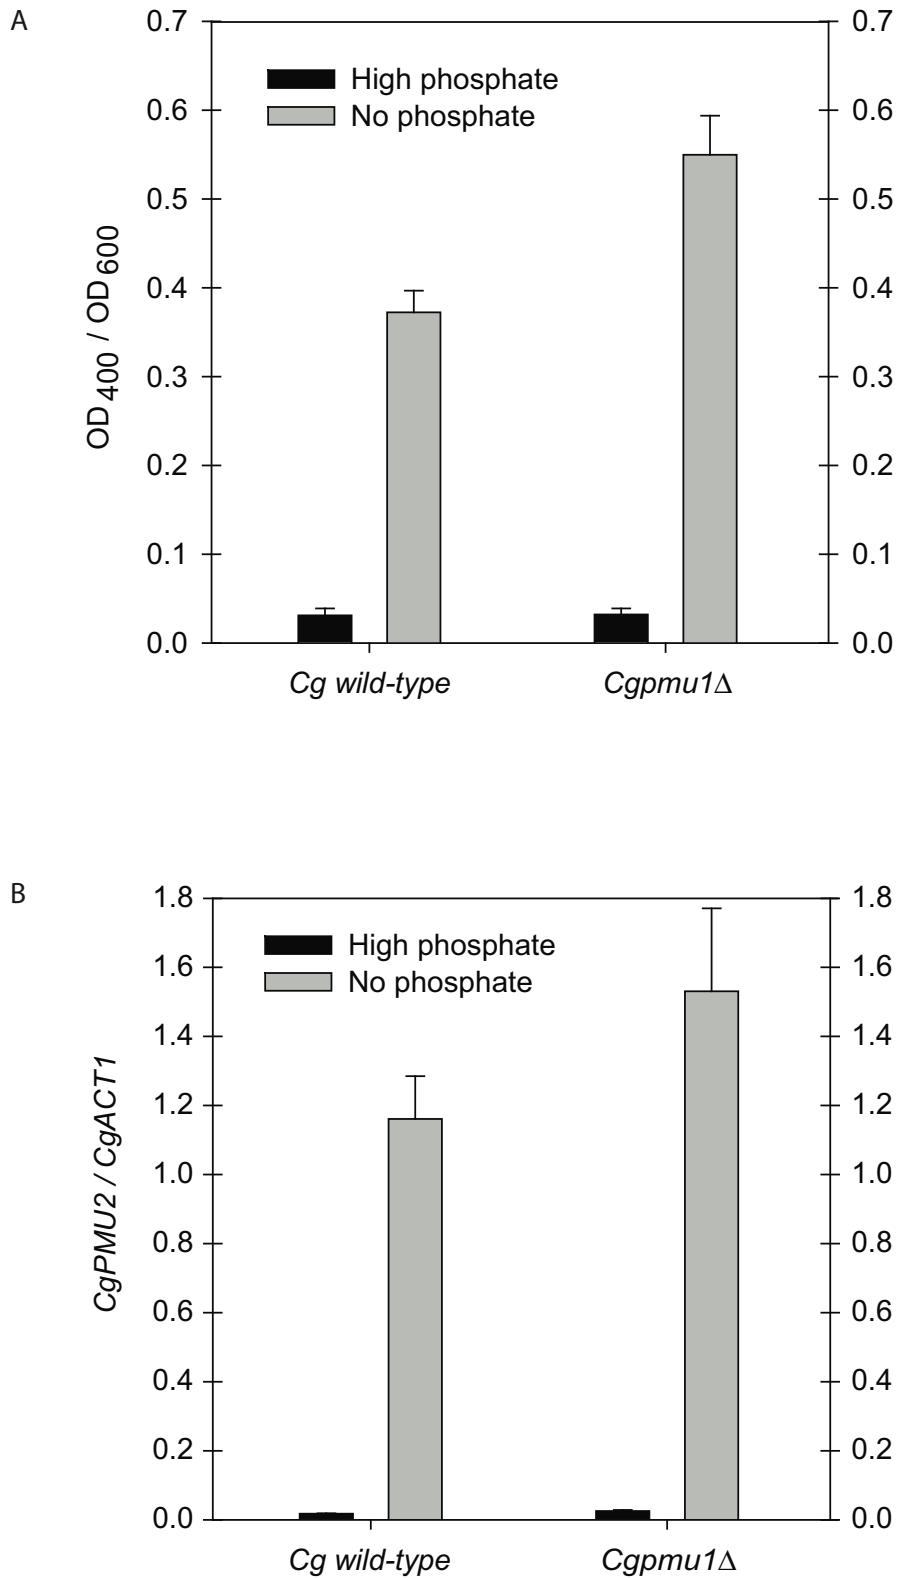 A
0.7 0.7
High phosphate
0.6 0.6
No phosphate
0.5 0.5
0.4 0.4
0.3 0.3
0.2 0.2
0.1 0.1
0.0 0.0
OD400 / OD600
Cg wild-type Cgpmu1Δ
B
1.8 1.8
High phosphate
1.6 1.6
No phosphate
1.4 1.4
1.2 1.2
1.0 1.0
0.8 0.8
0.6 0.6
0.4 0.4
0.2 0.2
0.0 0.0
CgPMU2 / CgACT1
Cg wild-type Cgpmu1Δ